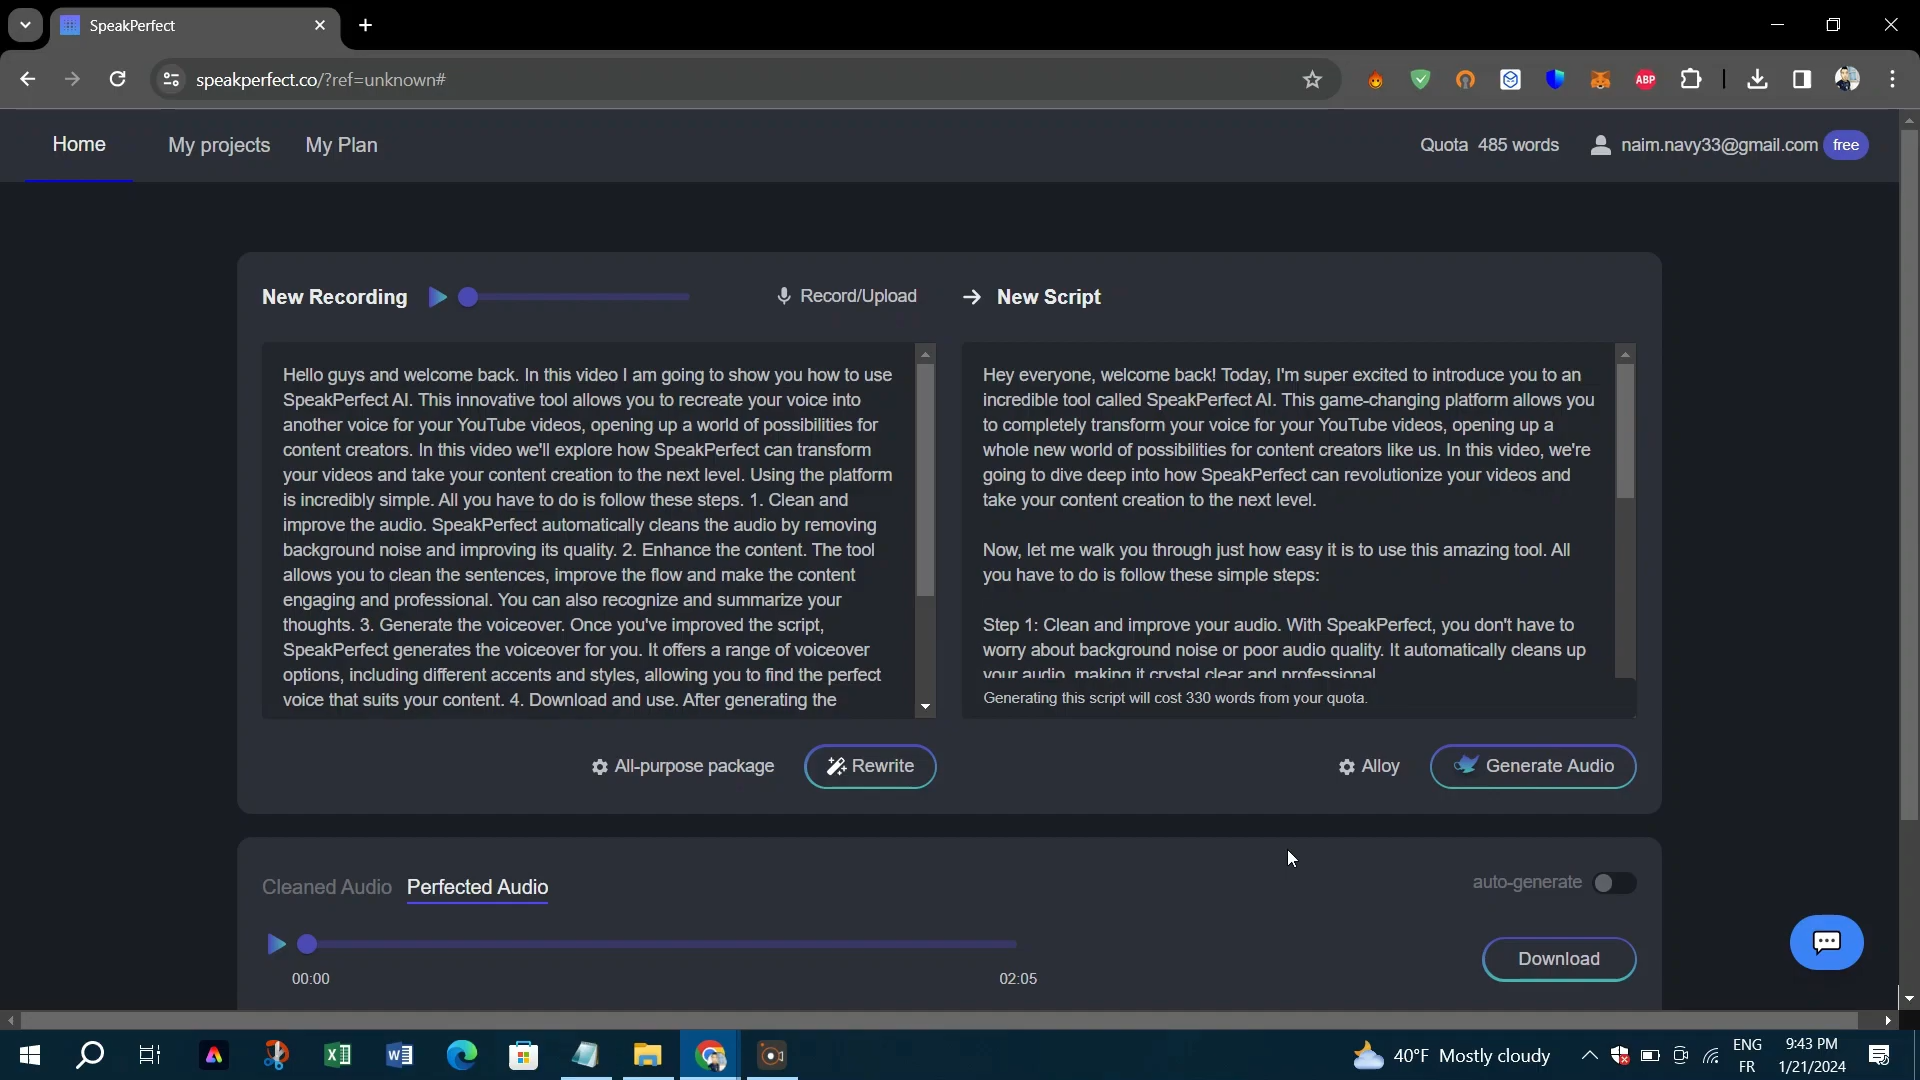 SpeakPerfect
speakperfect.co/?ref=unknown#
ABP
Home
My projects
My Plan
Quota 485 words
naim.navy33@gmail.com
free
New Recording
Record/Upload
New Script
Hello guys and welcome back. In this video I am going to show you how to use
SpeakPerfect AI. This innovative tool allows you to recreate your voice into
another voice for your YouTube videos, opening up a world of possibilities for
content creators. In this video we'll explore how SpeakPerfect can transform
your videos and take your content creation to the next level. Using the platform
is incredibly simple. All you have to do is follow these steps. 1. Clean and
improve the audio. SpeakPerfect automatically cleans the audio by removing
background noise and improving its quality. 2. Enhance the content. The tool
allows you to clean the sentences, improve the flow and make the content
engaging and professional. You can also recognize and summarize your
thoughts. 3. Generate the voiceover. Once you've improved the script,
SpeakPerfect generates the voiceover for you. It offers a range of voiceover
options, including different accents and styles, allowing you to find the perfect
voice that suits your content. 4. Download and use. After generating the
Hey everyone, welcome back! Today, I'm super excited to introduce you to an
incredible tool called SpeakPerfect AI. This game-changing platform allows you
to completely transform your voice for your YouTube videos, opening up a
whole new world of possibilities for content creators like us. In this video, we're
going to dive deep into how SpeakPerfect can revolutionize your videos and
take your content creation to the next level.
Now, let me walk you through just how easy it is to use this amazing tool. All
you have to do is follow these simple steps:
Step 1: Clean and improve your audio. With SpeakPerfect, you don't have to
worry about background noise or poor audio quality. It automatically cleans up
your audio, making it crystal clear and professional.
Generating this script will cost 330 words from your quota.
All-purpose package
Rewrite
Alloy
Generate Audio
Cleaned Audio
Perfected Audio
auto-generate
00:00
02:05
Download
40°F Mostly cloudy
ENG
FR
9:43 PM
1/21/2024